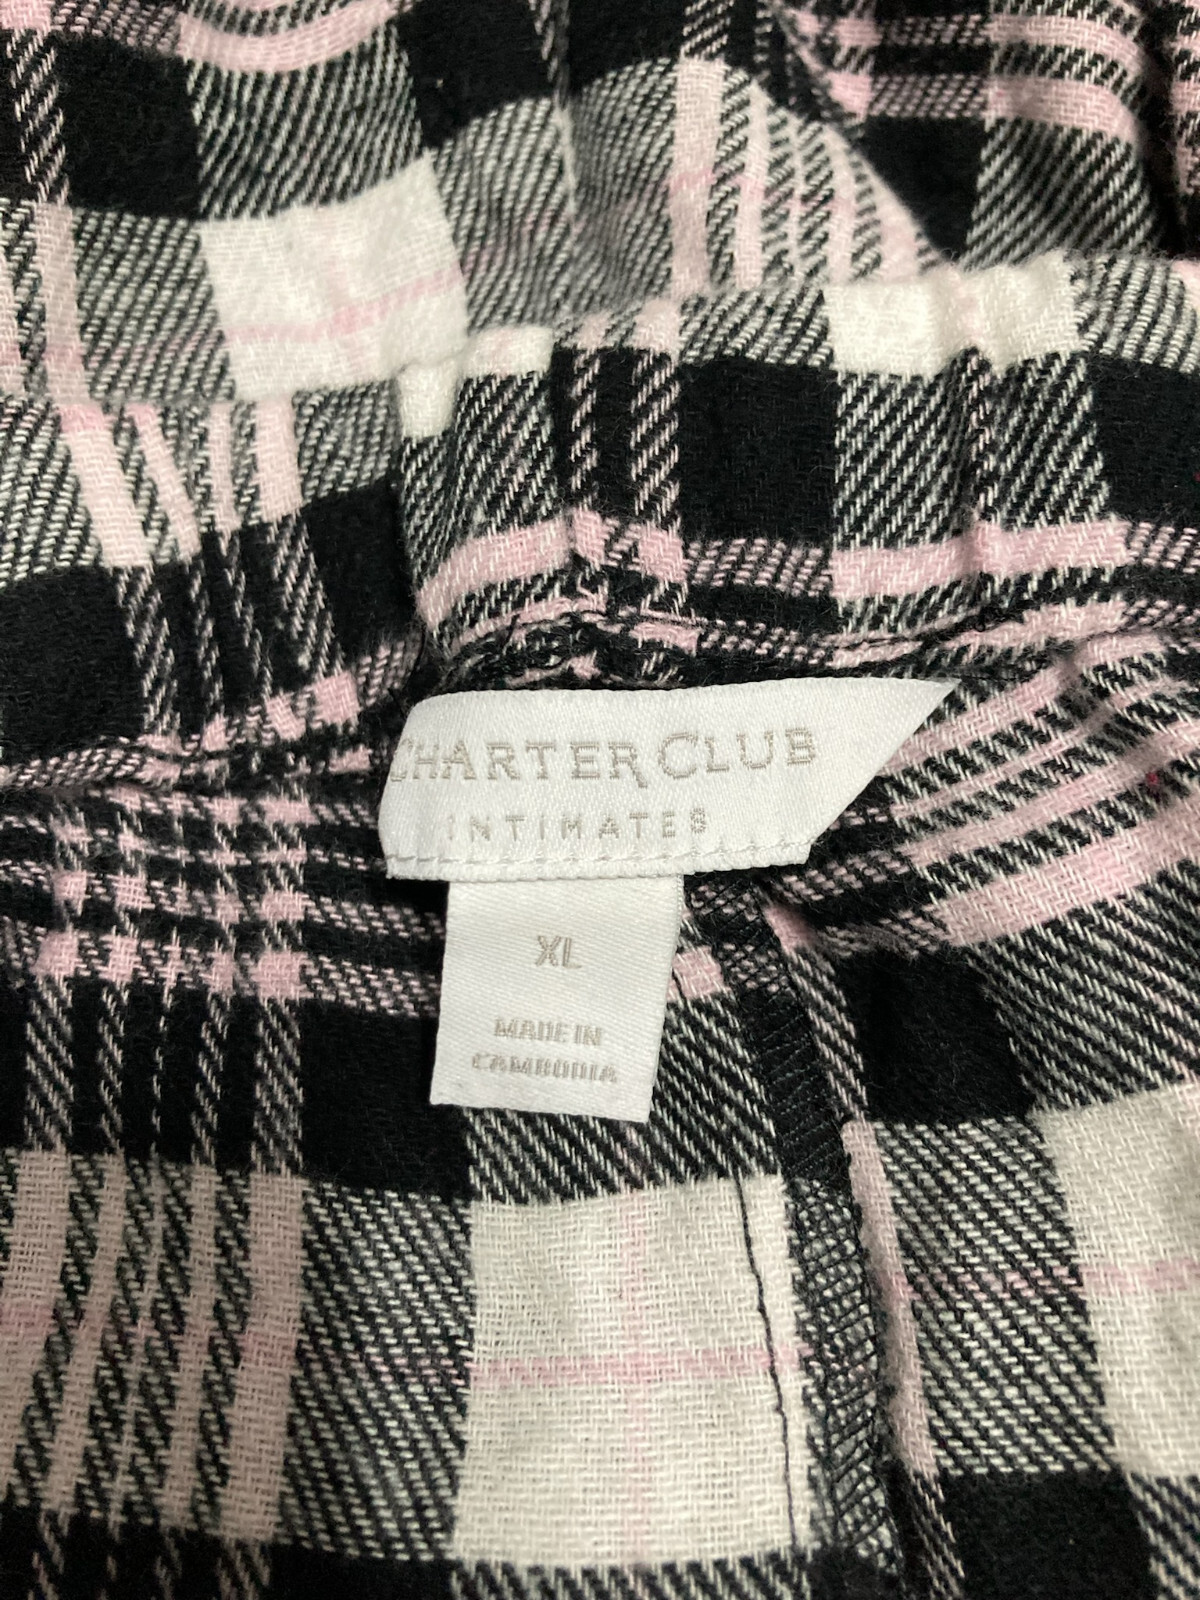 CHARTER CLUB
INTIMATES
XL
MADE IN
CAMBODIA